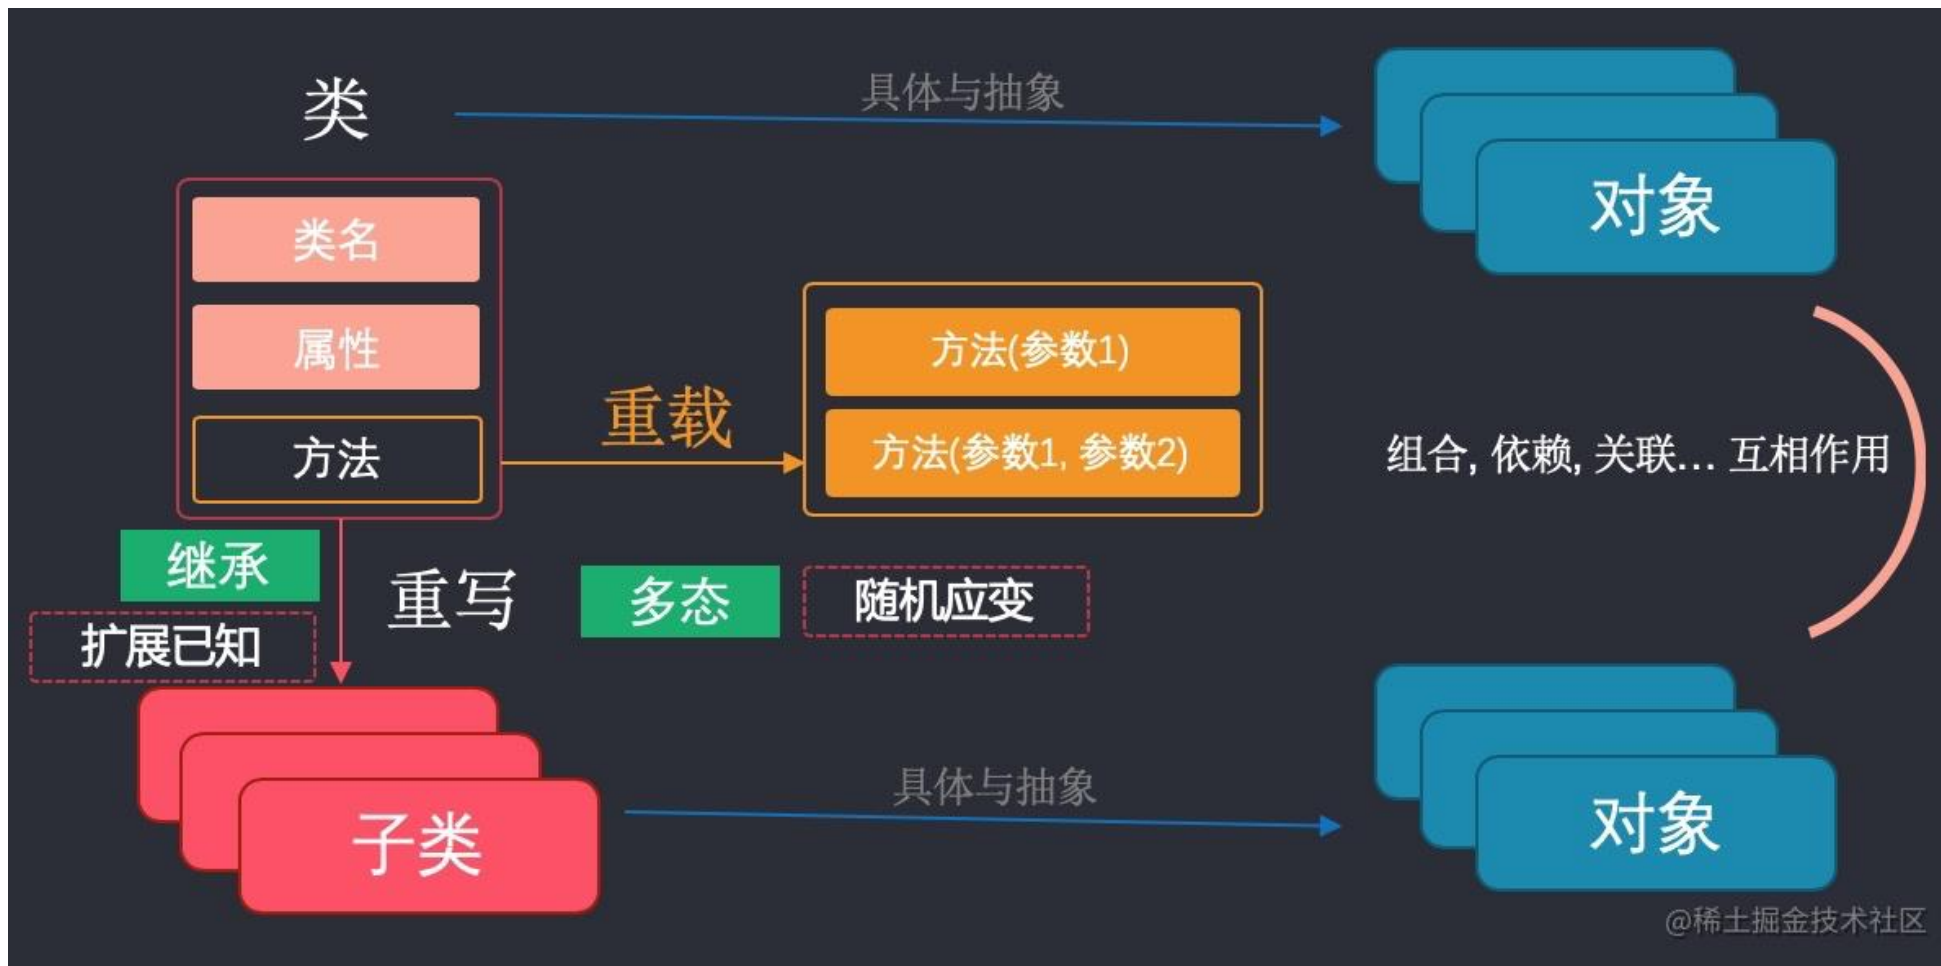 类
具体与抽象
对象
类名
属性
方法
重载
方法(参数1)
方法(参数1, 参数2)
组合, 依赖, 关联... 互相作用
继承
扩展已知
重写
多态
随机应变
子类
具体与抽象
对象
@稀土掘金技术社区